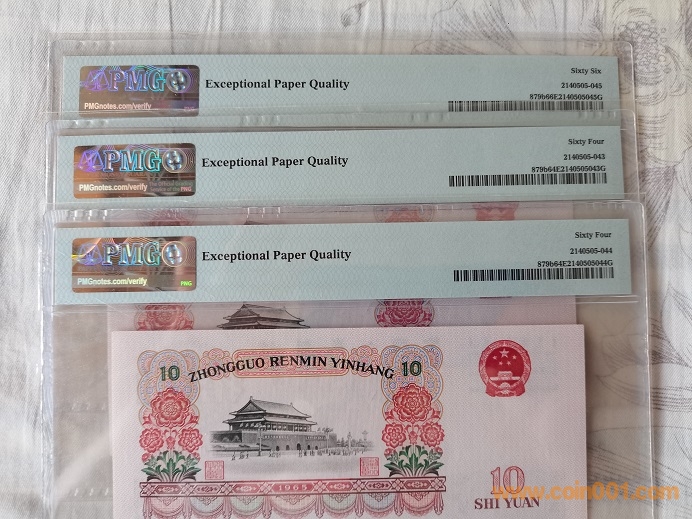 PMG
PMGnotes.com/verify
Exceptional Paper Quality
Sixty Six
2140505-045
879b66E2140505045G
PMG
PMGnotes.com/verify
Exceptional Paper Quality
Sixty Four
2140505-043
879b64E2140505043G
PMG
PMGnotes.com/verify
PNG
Exceptional Paper Quality
Sixty Four
2140505-044
879b64E2140505044G
10 ZHONGGUO RENMIN YINHANG 10
1965
10
SHI YUAN
www.coin001.com